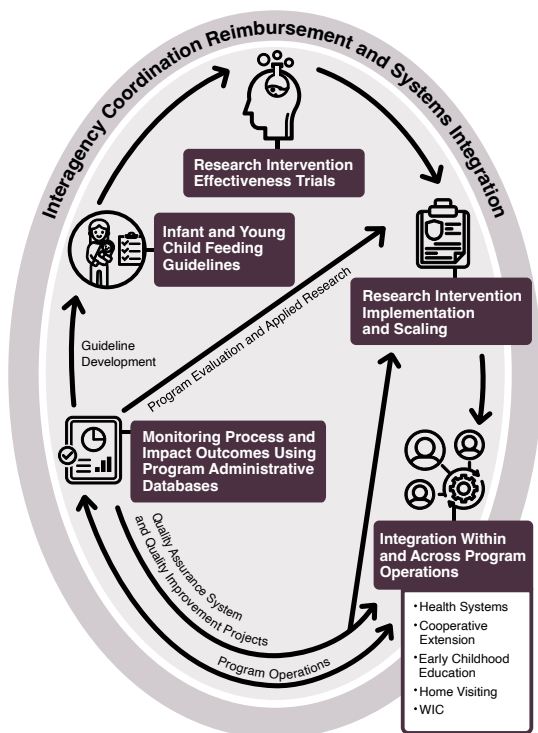 Interagency Coordination Reimbursement and Systems Integration
Research Intervention
Effectiveness Trials
Infant and Young
Child Feeding
Guidelines
Research Intervention
Implementation
and Scaling
Guideline
Development
Program Evaluation and Applied Research
Monitoring Process and
Impact Outcomes Using
Program Administrative
Databases
Quality Assurance System
and Quality Improvement Projects
Program Operations
Integration Within
and Across Program
Operations
•Health Systems
•Cooperative
Extension
•Early Childhood
Education
•Home Visiting
•WIC